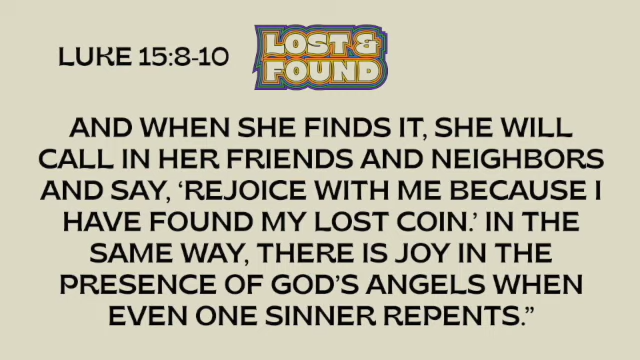 LUKE 15:8-10
LOST &
FOUND
AND WHEN SHE FINDS IT, SHE WILL
CALL IN HER FRIENDS AND NEIGHBORS
AND SAY, ‘REJOICE WITH ME BECAUSE I
HAVE FOUND MY LOST COIN.’ IN THE
SAME WAY, THERE IS JOY IN THE
PRESENCE OF GOD’S ANGELS WHEN
EVEN ONE SINNER REPENTS.”